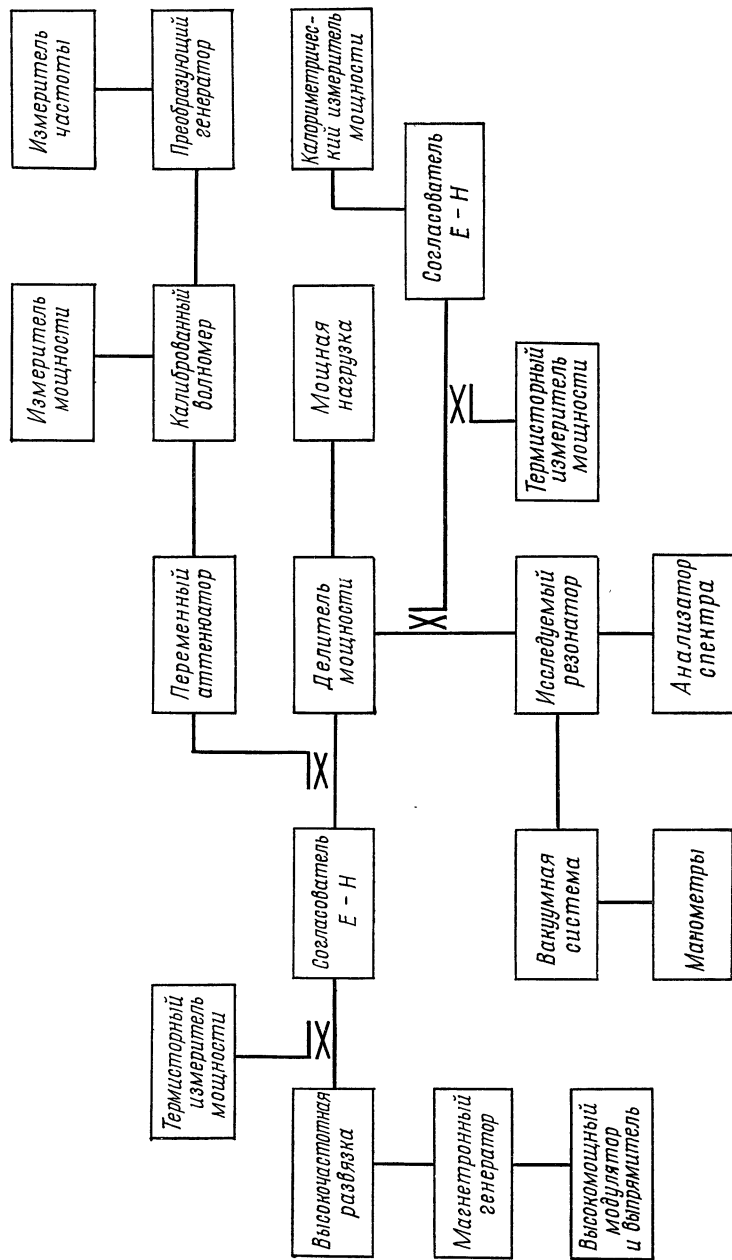 Измеритель
частоты
Преобразующий
генератор
Измеритель
мощности
Калиброванный
волномер
Переменный
аттенюатор
Термисторный
измеритель
мощности
Калориметричес-
кий измеритель
мощности
Согласователь
E – H
Мощная
нагрузка
Делитель
мощности
Согласователь
E – H
Высокочастотная
развязка
Термисторный
измеритель
мощности
Магнетронный
генератор
Высокомощный
модулятор
и выпрямитель
Исследуемый
резонатор
Анализатор
спектра
Вакуумная
система
Манометры